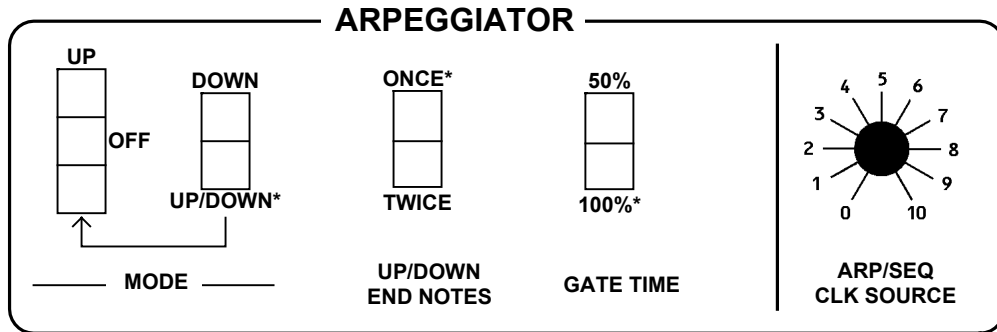 ARPEGGIATOR
UP
OFF
DOWN
UP/DOWN*
MODE
ONCE*
TWICE
UP/DOWN
END NOTES
50%
100%*
GATE TIME
0
1
2
3
4
5
6
7
8
9
10
ARP/SEQ
CLK SOURCE